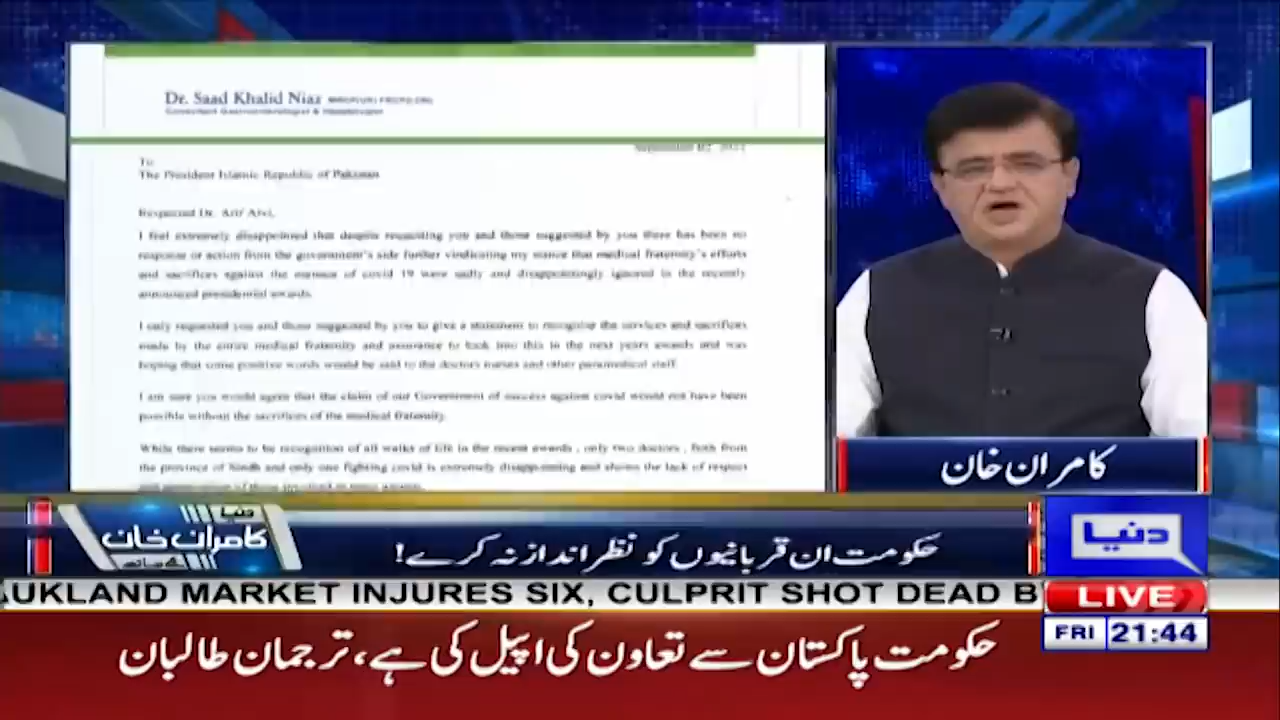 Dr. Saad Khalid Niaz
Consultant Gastroenterologist & Hepatologist
September 02, 2021
To
The President Islamic Republic of Pakistan
Respected Dr. Arif Alvi,
I feel extremely disappointed that despite requesting you and those suggested by you there has been no
response or action from the government's side further vindicating my stance that medical fraternity's efforts
and sacrifices against the menace of covid 19 were sadly and disappointingly ignored in the recently
announced presidential awards.
I only requested you and those suggested by you to give a statement to recognize the services and sacrifices
made by the entire medical fraternity and assurance to look into this in the next years awards and was
hoping that some positive words would be said to the doctors nurses and other paramedical staff.
I am sure you would agree that the claim of our Government of success against covid would not have been
possible without the sacrifices of the medical fraternity.
While there seems to be recognition of all walks of life in the recent awards , only two doctors , both from
the province of Sindh and only one fighting covid is extremely disappointing and shows the lack of respect
کامران خان
دنیا
کامران خان
کے ساتھ
حکومت ان قربانیوں کو نظر انداز نہ کرے!
دنیا
AUKLAND MARKET INJURES SIX, CULPRIT SHOT DEAD B
LIVE
FRI 21:44
حکومت پاکستان سے تعاون کی اپیل کی ہے، ترجمان طالبان